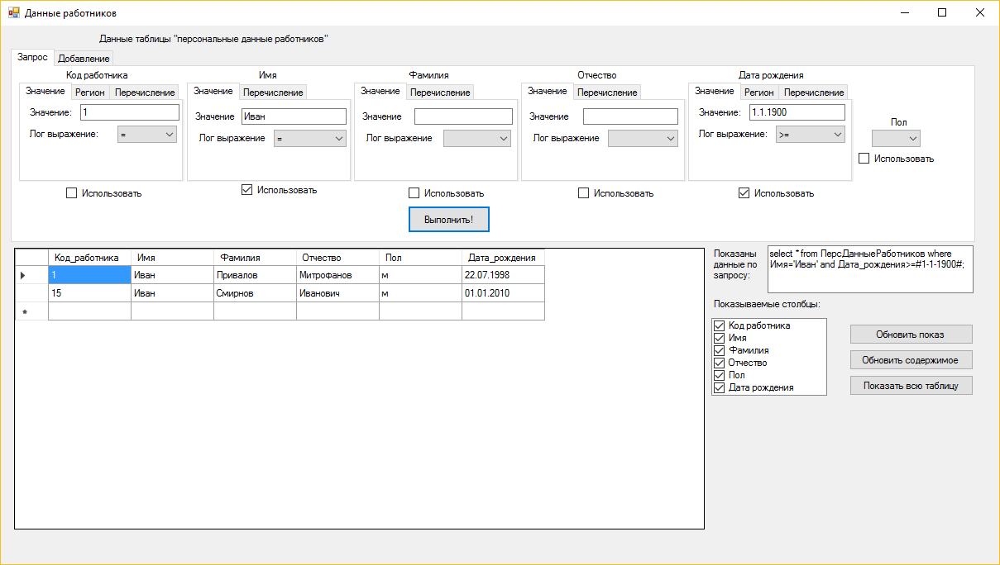 Данные работников
Данные таблицы "персональные данные работников"
Запрос Добавление
Код работника Имя Фамилия Отчество Дата рождения
Значение Регион Перечисление Значение Перечисление Значение Перечисление Значение Перечисление Значение Регион Перечисление
Значение: 1 Значение Иван Значение Значение Значение: 1.1.1900
Пол
Лог выражение: = Лог выражение = Лог выражение Лог выражение Лог выражение: >=
Использовать
Использовать Использовать Использовать Использовать Использовать
Выполнить!
Код_работника Имя Фамилия Отчество Пол Дата_рождения
1 Иван Привалов Митрофанов м 22.07.1998
15 Иван Смирнов Иванович м 01.01.2010
*
Показаны
данные по
запросу:
select * from ПерсДанныеРаботников where
Имя='Иван' and Дата_рождения>=#1-1-1900#;
Показываемые столбцы:
Код работника
Имя
Фамилия
Отчество
Пол
Дата рождения
Обновить показ
Обновить содержимое
Показать всю таблицу